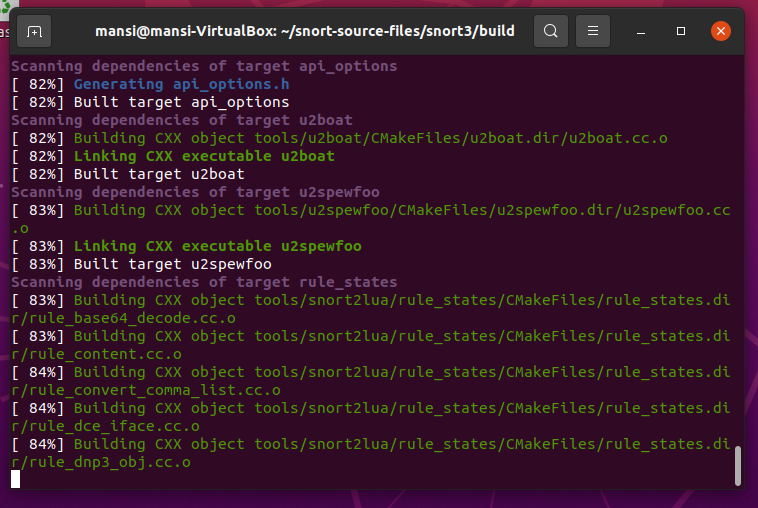 mansi@mansi-VirtualBox: ~/snort-source-files/snort3/build
Scanning dependencies of target api_options
[ 82%] Generating api_options.h
[ 82%] Built target api_options
Scanning dependencies of target u2boat
[ 82%] Building CXX object tools/u2boat/CMakeFiles/u2boat.dir/u2boat.cc.o
[ 82%] Linking CXX executable u2boat
[ 82%] Built target u2boat
Scanning dependencies of target u2spewfoo
[ 83%] Building CXX object tools/u2spewfoo/CMakeFiles/u2spewfoo.dir/u2spewfoo.cc
.o
[ 83%] Linking CXX executable u2spewfoo
[ 83%] Built target u2spewfoo
Scanning dependencies of target rule_states
[ 83%] Building CXX object tools/snort2lua/rule_states/CMakeFiles/rule_states.di
r/rule_base64_decode.cc.o
[ 83%] Building CXX object tools/snort2lua/rule_states/CMakeFiles/rule_states.di
r/rule_content.cc.o
[ 84%] Building CXX object tools/snort2lua/rule_states/CMakeFiles/rule_states.di
r/rule_convert_comma_list.cc.o
[ 84%] Building CXX object tools/snort2lua/rule_states/CMakeFiles/rule_states.di
r/rule_dce_iface.cc.o
[ 84%] Building CXX object tools/snort2lua/rule_states/CMakeFiles/rule_states.di
r/rule_dnp3_obj.cc.o